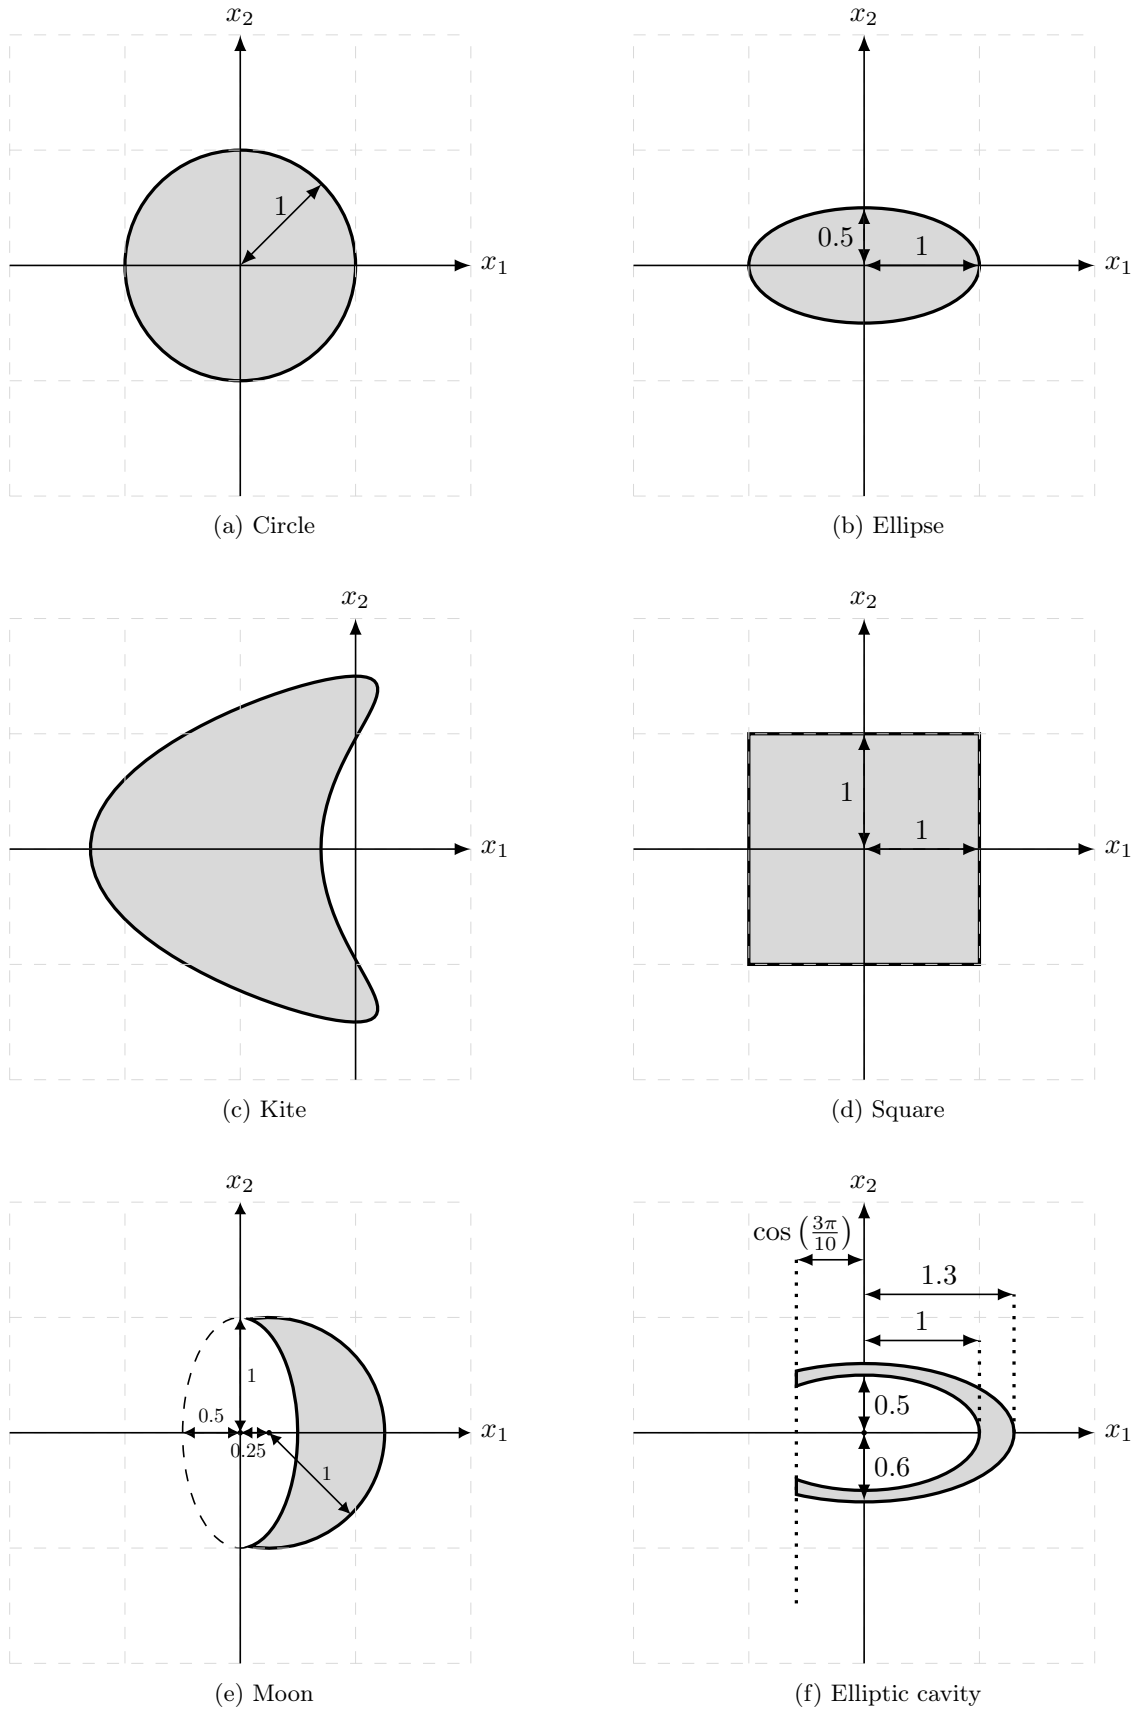 x₂ x₂
1
0.5 1
x₁ x₁
(a) Circle (b) Ellipse
x₂ x₂
1
1
x₁ x₁
(c) Kite (d) Square
x₂ x₂
cos(3π/10)
1.3
1
1
0.5
0.5
x₁ x₁
0.25
0.6
1
(e) Moon (f) Elliptic cavity